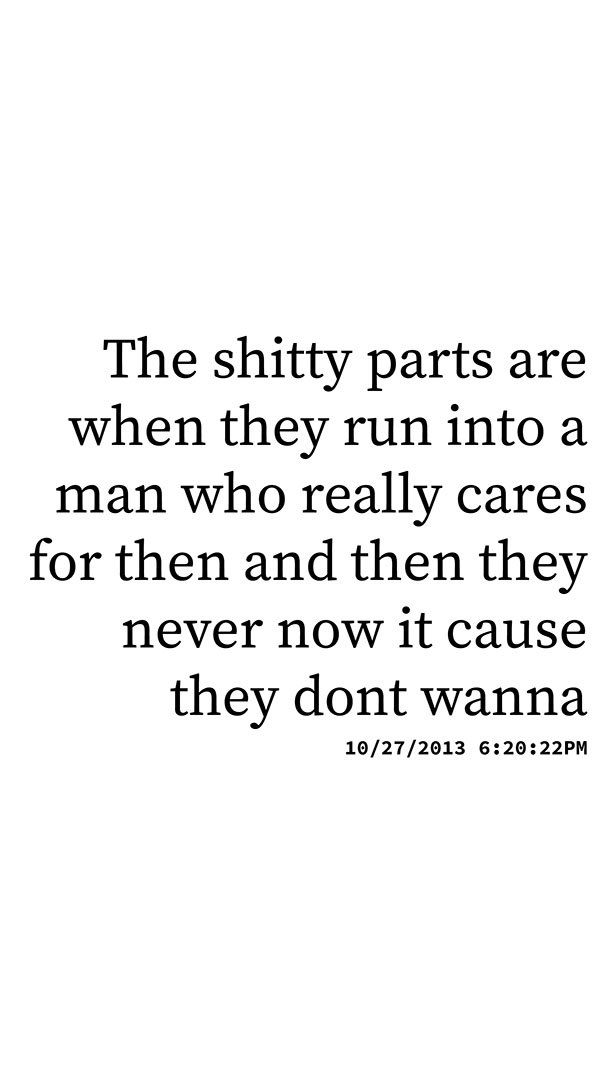 The shitty parts are
when they run into a
man who really cares
for then and then they
never now it cause
they dont wanna
10/27/2013 6:20:22PM